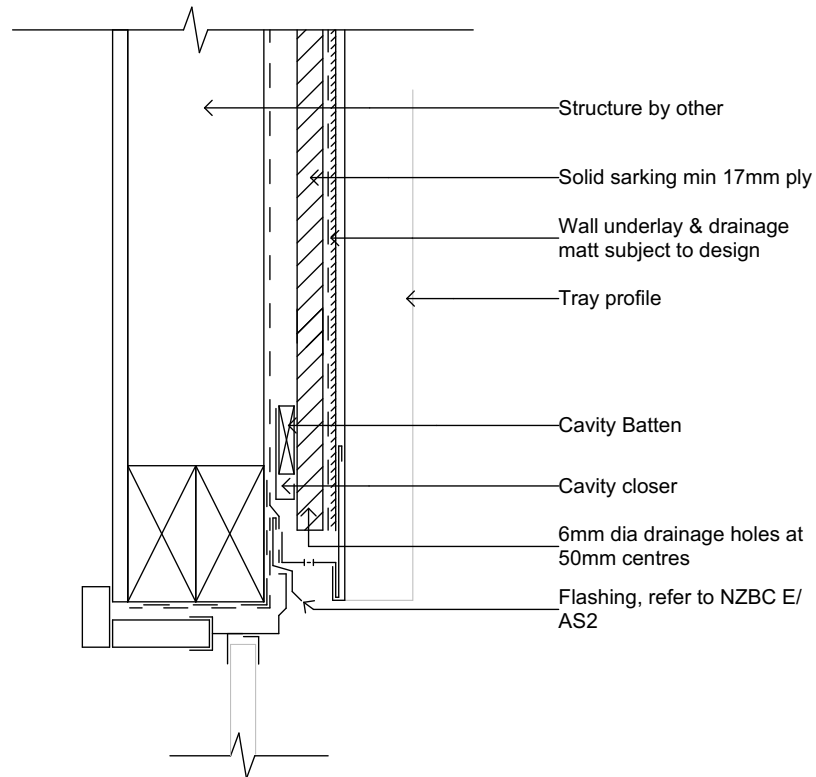 Structure by other
Solid sarking min 17mm ply
Wall underlay & drainage
matt subject to design
Tray profile
Cavity Batten
Cavity closer
6mm dia drainage holes at
50mm centres
Flashing, refer to NZBC E/
AS2